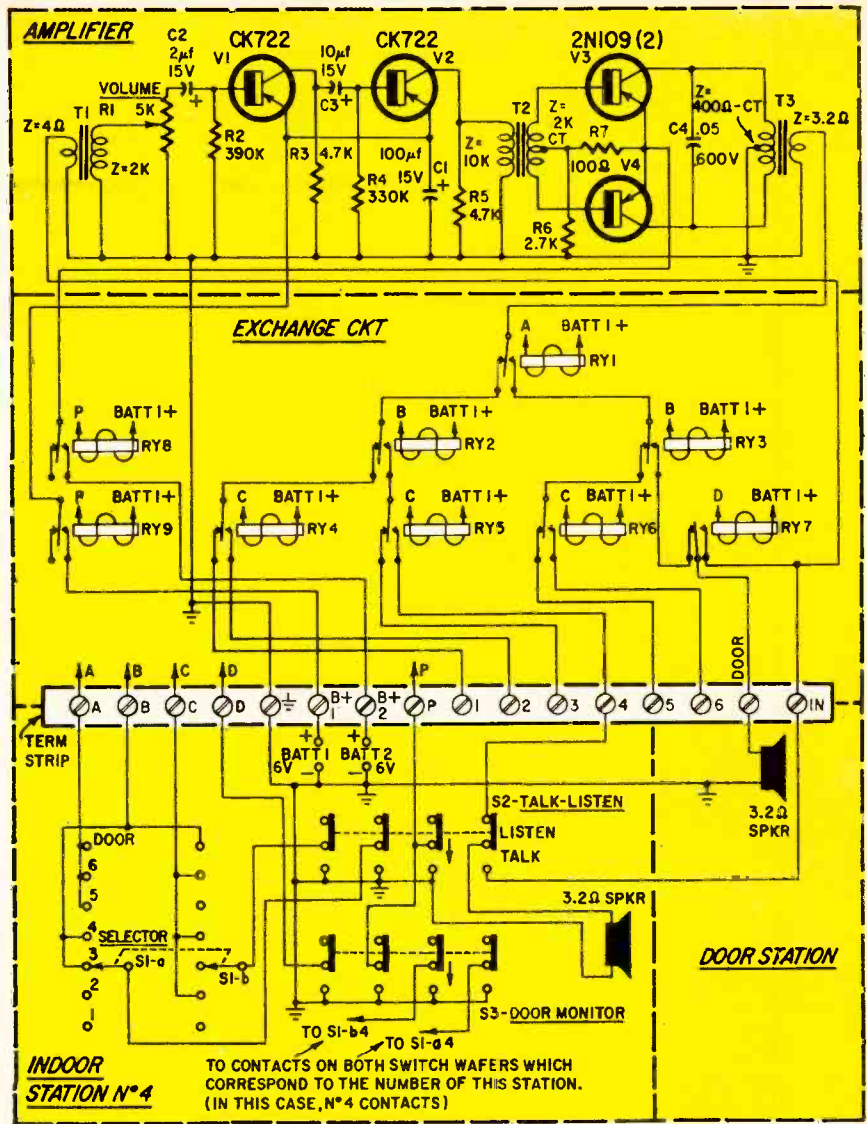 AMPLIFIER
C2
2µf
15V
+
V1
CK722
10µf
15V
C3 +
CK722
V2
2N109 (2)
V3
VOLUME
R1
5K
T1
Z=4Ω
Z=2K
R2
390K
R3
4.7K
R4
330K
100µf
15V
C1
+
Z=
10K
R5
4.7K
T2
Z=
2K
CT
R7
100Ω
V4
R6
2.7K
Z=
400Ω-CT
C4
.05
600V
T3
Z=3.2Ω
EXCHANGE CKT
A BATT 1+
RY1
P BATT 1+
RY8
B BATT 1+
RY2
B BATT 1+
RY3
P BATT 1+
RY9
C BATT 1+
RY4
C BATT 1+
RY5
C BATT 1+
RY6
D BATT 1+
RY7
A B C D P DOOR
A B C D B+ 1 B+ 2 P 1 2 3 4 5 6 IN
TERM
STRIP
+ +
BATT 1 BATT 2
6V − − 6V
S2-TALK-LISTEN
LISTEN
TALK
3.2Ω
SPKR
DOOR
6
5
4
3
2
1
SELECTOR
S1-a
S1-b
3.2Ω SPKR
S3-DOOR MONITOR
TO S1-b4
TO S1-a4
DOOR STATION
INDOOR
STATION Nº4
TO CONTACTS ON BOTH SWITCH WAFERS WHICH
CORRESPOND TO THE NUMBER OF THIS STATION.
(IN THIS CASE, Nº4 CONTACTS)